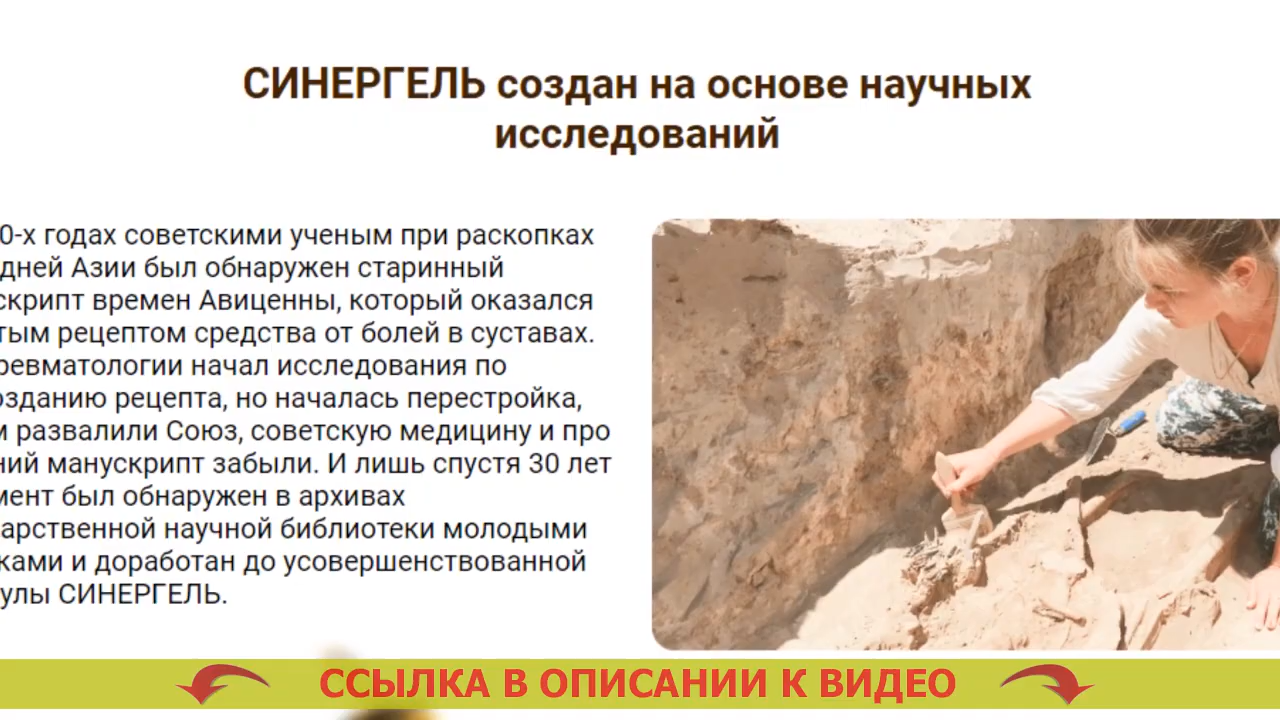 СИНЕРГЕЛЬ создан на основе научных
исследований
0-х годах советскими ученым при раскопках
дней Азии был обнаружен старинный
скрипт времен Авиценны, который оказался
тым рецептом средства от болей в суставах.
ревматологии начал исследования по
озданию рецепта, но началась перестройка,
м развалили Союз, советскую медицину и про
ний манускрипт забыли. И лишь спустя 30 лет
мент был обнаружен в архивах
арственной научной библиотеки молодыми
ками и доработан до усовершенствованной
улы СИНЕРГЕЛЬ.
ССЫЛКА В ОПИСАНИИ К ВИДЕО